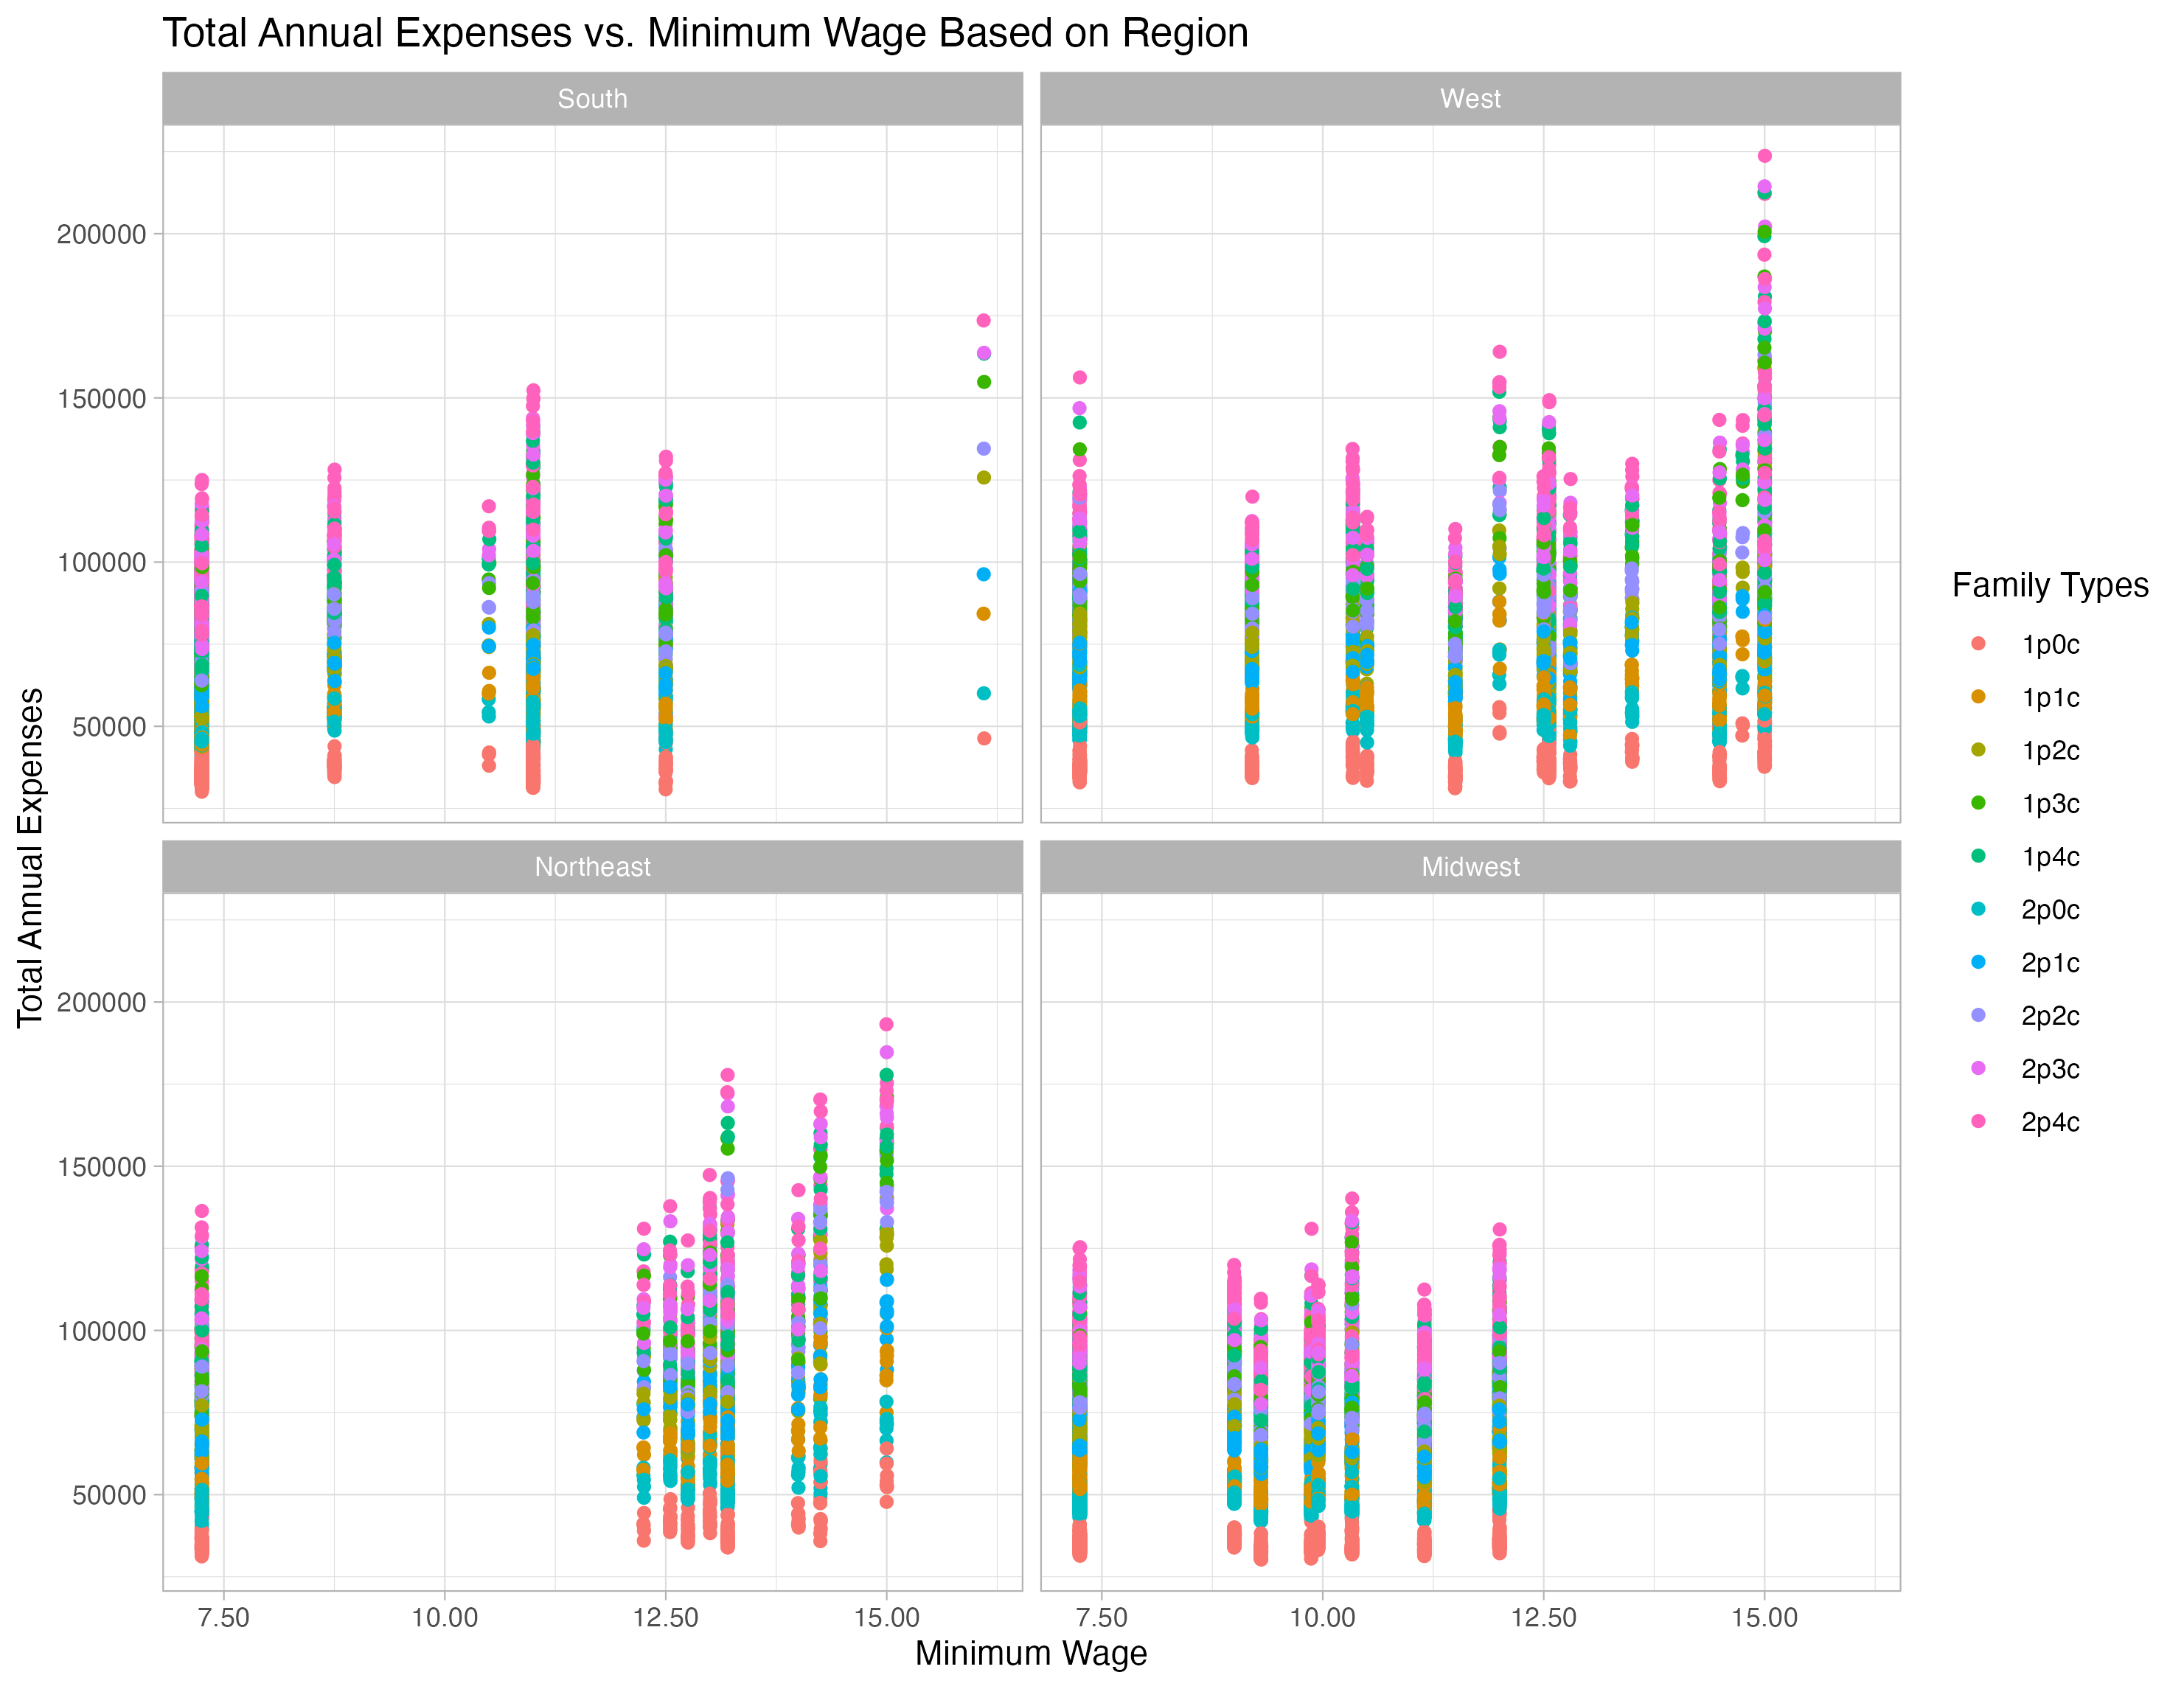 Total Annual Expenses vs. Minimum Wage Based on Region
South
West
200000
150000
100000
50000
Northeast
Midwest
200000
150000
100000
50000
7.50 10.00 12.50 15.00
7.50 10.00 12.50 15.00
Minimum Wage
Total Annual Expenses
Family Types
1p0c
1p1c
1p2c
1p3c
1p4c
2p0c
2p1c
2p2c
2p3c
2p4c